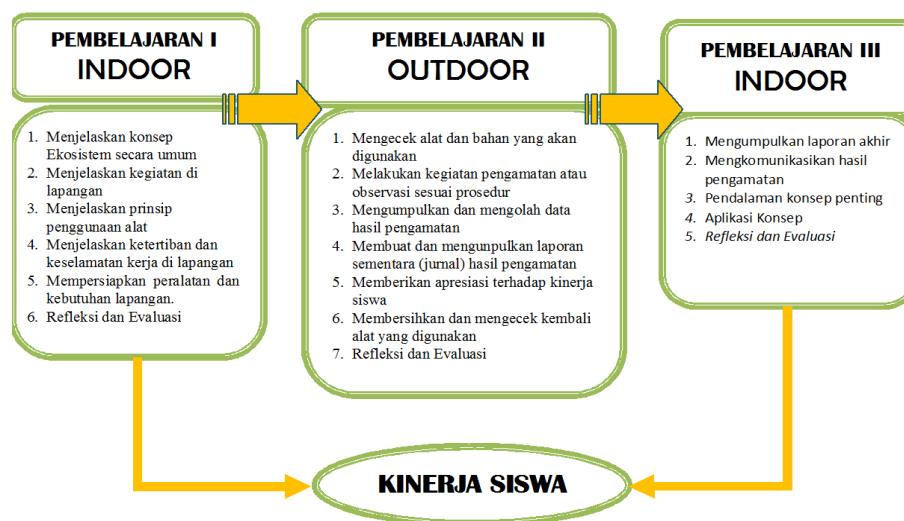 PEMBELAJARAN I
INDOOR
1. Menjelaskan konsep
Ekosistem secara umum
2. Menjelaskan kegiatan di
lapangan
3. Menjelaskan prinsip
penggunaan alat
4. Menjelaskan ketertiban dan
keselamatan kerja di lapangan
5. Mempersiapkan peralatan dan
kebutuhan lapangan.
6. Refleksi dan Evaluasi
PEMBELAJARAN II
OUTDOOR
1. Mengecek alat dan bahan yang akan
digunakan
2. Melakukan kegiatan pengamatan atau
observasi sesuai prosedur
3. Mengumpulkan dan mengolah data
hasil pengamatan
4. Membuat dan mengunpulkan laporan
sementara (jurnal) hasil pengamatan
5. Memberikan apresiasi terhadap kinerja
siswa
6. Membersihkan dan mengecek kembali
alat yang digunakan
7. Refleksi dan Evaluasi
PEMBELAJARAN III
INDOOR
1. Mengumpulkan laporan akhir
2. Mengkomunikasikan hasil
pengamatan
3. Pendalaman konsep penting
4. Aplikasi Konsep
5. Refleksi dan Evaluasi
KINERJA SISWA